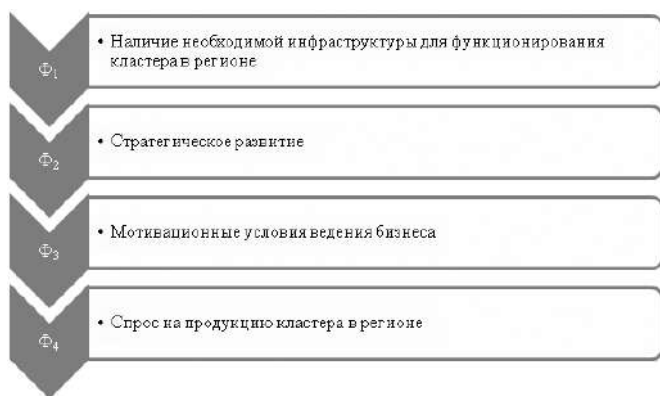 Ф1
• Наличие необходимой инфраструктуры для функционирования
кластера в регионе
Ф2
• Стратегическое развитие
Ф3
• Мотивационные условия ведения бизнеса
Ф4
• Спрос на продукцию кластера в регионе